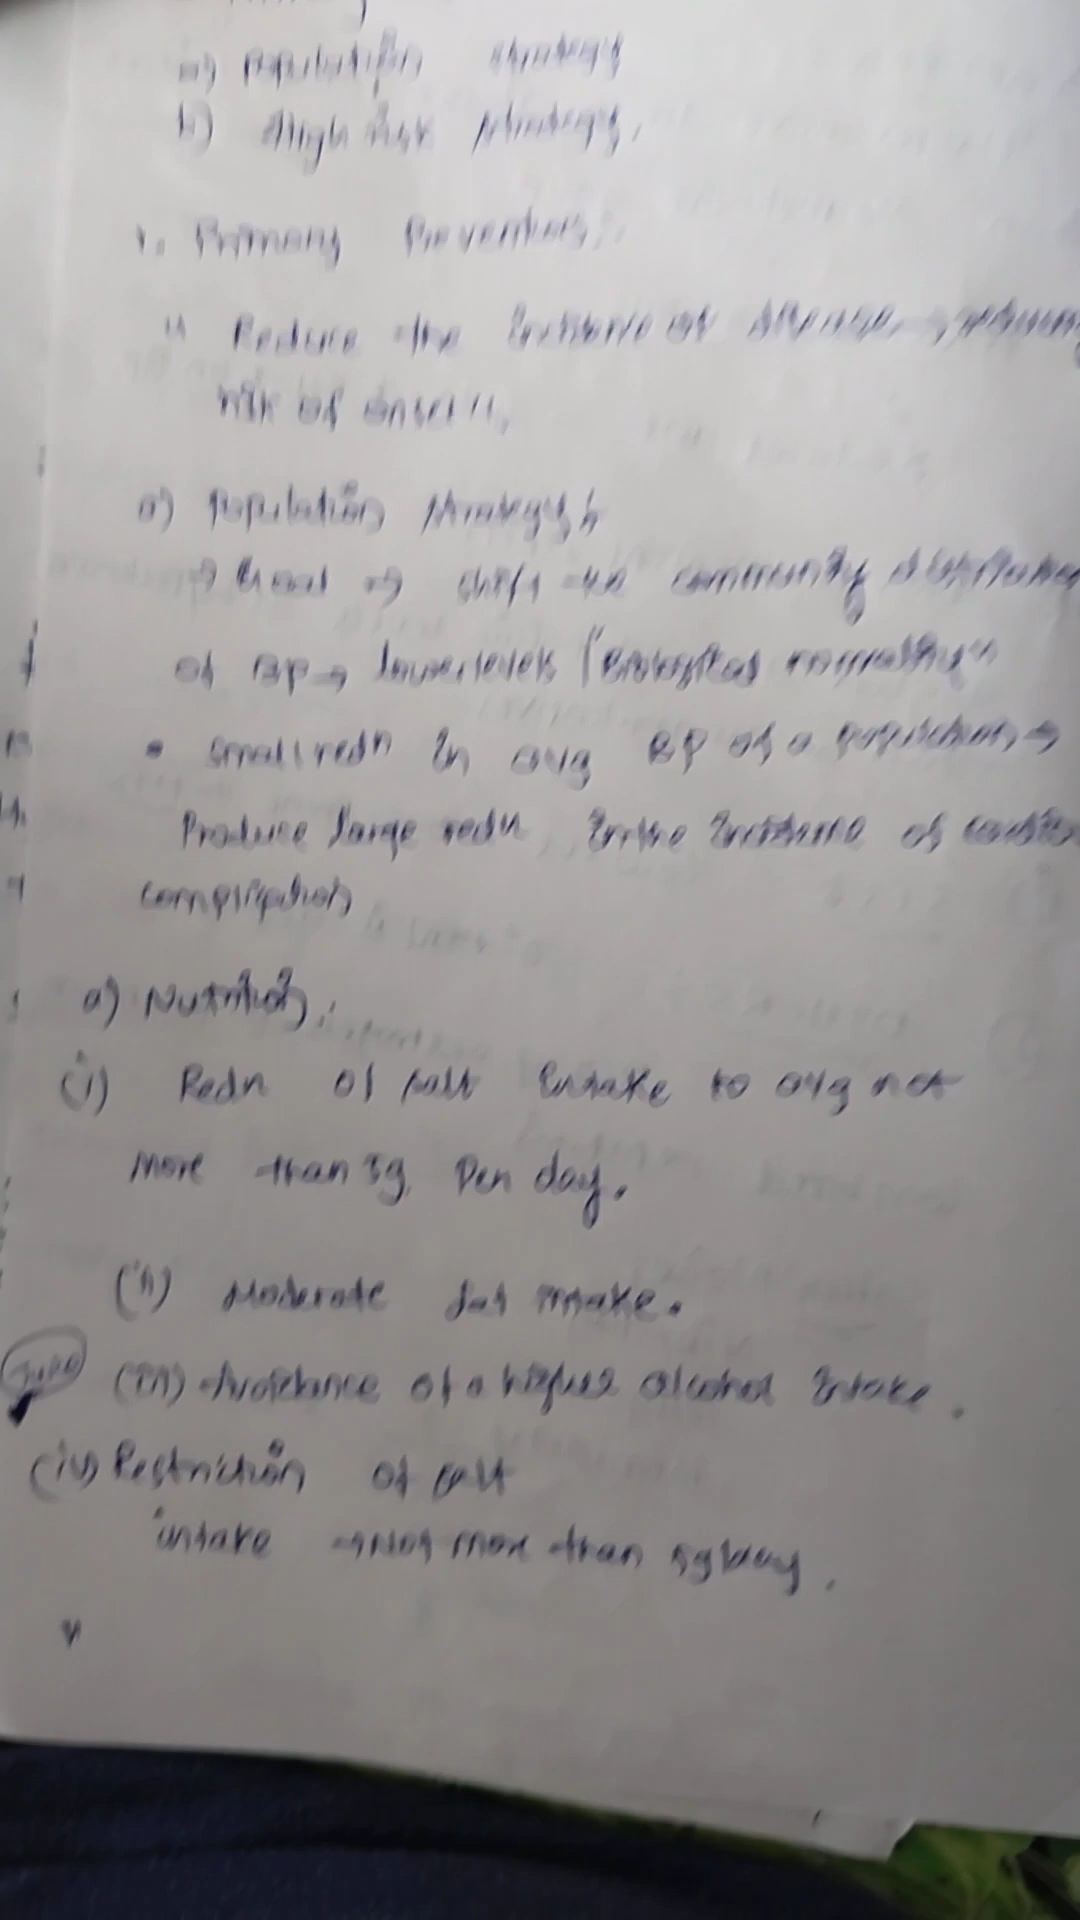 a) Population strategy
b) High risk strategy,
1. Primary Prevention:
" Reduce the Incidence of disease →
risk of onset ".
a) Population strategy :-
→ Goal → shift the community distribution
of BP → lower levels "Biological normality"
• small redn in avg BP of a population →
Produce large redn in the Incidence of
complication
a) Nutrition:
(i) Redn of salt Intake to avg not
more than 5g Per day.
(ii) Moderate fat intake.
(iii) Avoidance of a higher alcohol Intake.
(iv) Restriction of salt
intake → Not more than 5g/day.